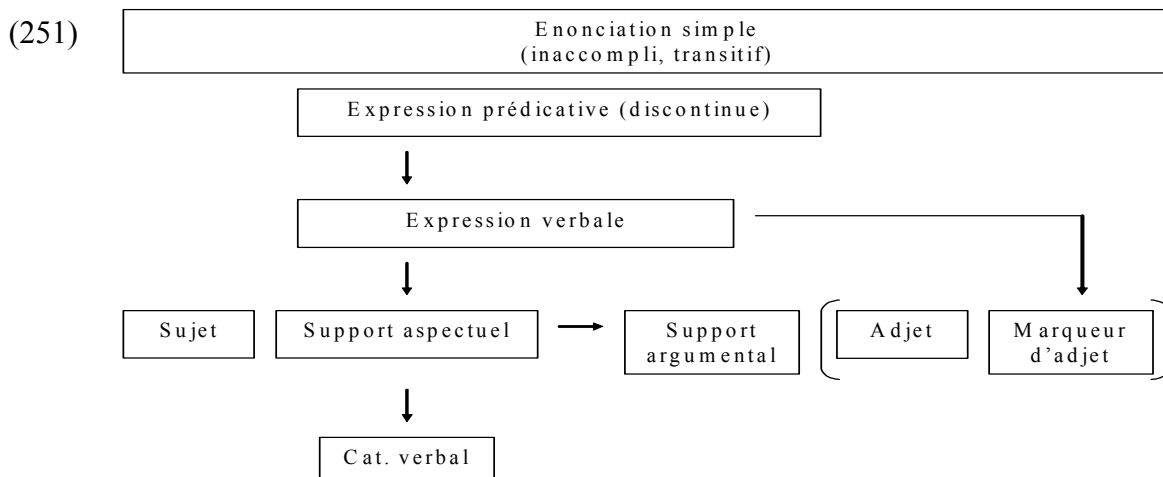 (251)
Enonciation simple
(inaccompli, transitif)
Expression prédicative (discontinue)
Expression verbale
Sujet
Support aspectuel
Support
argumental
Adjet
Marqueur
d'adjet
Cat. verbal